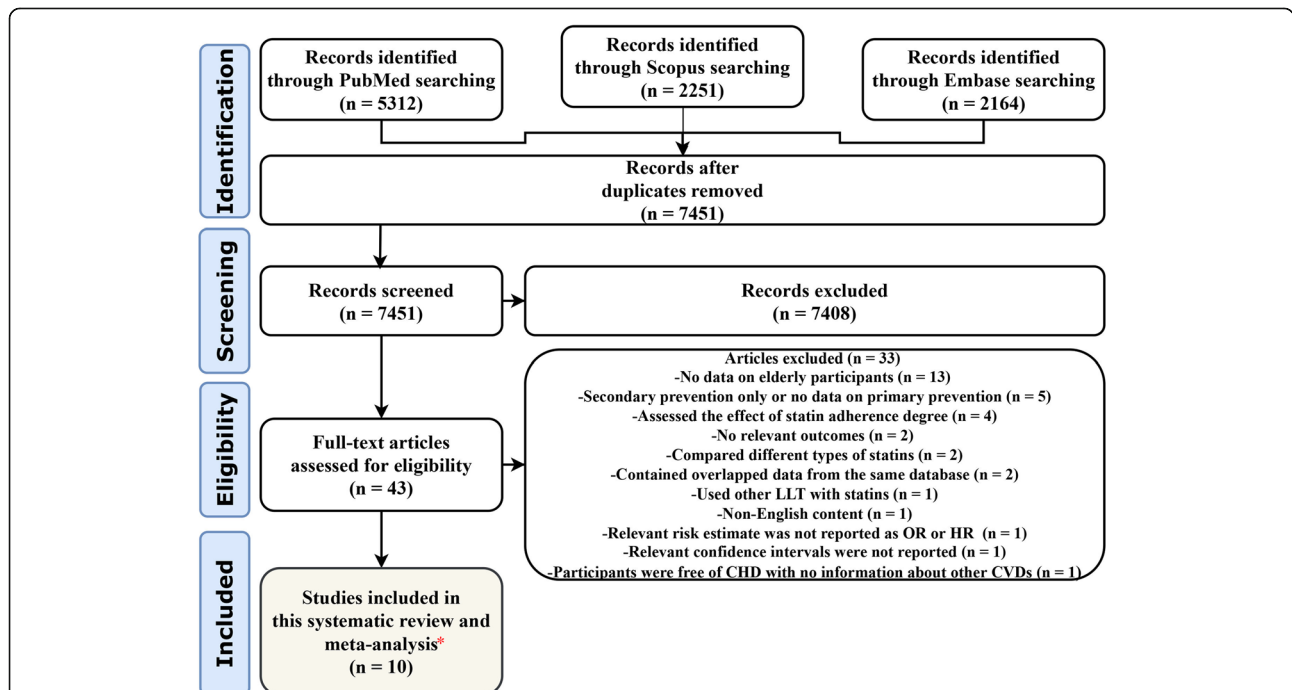 Identification
Records identified
through PubMed searching
(n = 5312)
Records identified
through Scopus searching
(n = 2251)
Records identified
through Embase searching
(n = 2164)
Records after
duplicates removed
(n = 7451)
Screening
Records screened
(n = 7451)
Records excluded
(n = 7408)
Eligibility
Full-text articles
assessed for eligibility
(n = 43)
Articles excluded (n = 33)
-No data on elderly participants (n = 13)
-Secondary prevention only or no data on primary prevention (n = 5)
-Assessed the effect of statin adherence degree (n = 4)
-No relevant outcomes (n = 2)
-Compared different types of statins (n = 2)
-Contained overlapped data from the same database (n = 2)
-Used other LLT with statins (n = 1)
-Non-English content (n = 1)
-Relevant risk estimate was not reported as OR or HR (n = 1)
-Relevant confidence intervals were not reported (n = 1)
-Participants were free of CHD with no information about other CVDs (n = 1)
Included
Studies included in
this systematic review and
meta-analysis*
(n = 10)